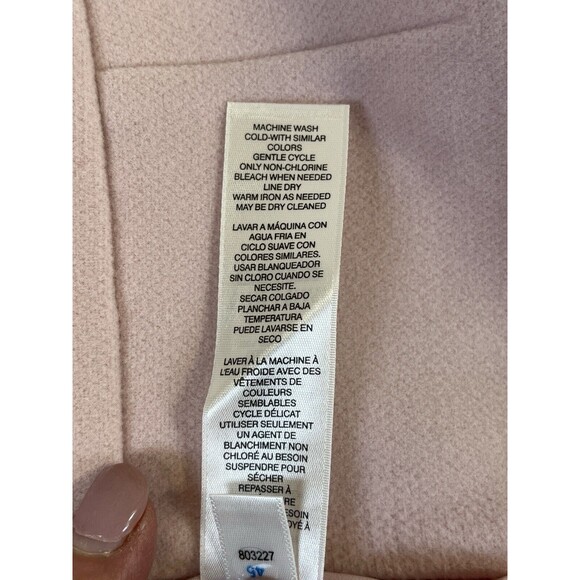 MACHINE WASH
COLD-WITH SIMILAR
COLORS
GENTLE CYCLE
ONLY NON-CHLORINE
BLEACH WHEN NEEDED
LINE DRY
WARM IRON AS NEEDED
MAY BE DRY CLEANED
LAVAR A MÁQUINA CON
AGUA FRIA EN
CICLO SUAVE CON
COLORES SIMILARES.
USAR BLANQUEADOR
SIN CLORO CUANDO SE
NECESITE.
SECAR COLGADO
PLANCHAR A BAJA
TEMPERATURA
PUEDE LAVARSE EN
SECO
LAVER À LA MACHINE À
L'EAU FROIDE AVEC DES
VÊTEMENTS DE
COULEURS
SEMBLABLES
CYCLE DÉLICAT
UTILISER SEULEMENT
UN AGENT DE
BLANCHIMENT NON
CHLORÉ AU BESOIN
SUSPENDRE POUR
SÉCHER
REPASSER À
803227
45